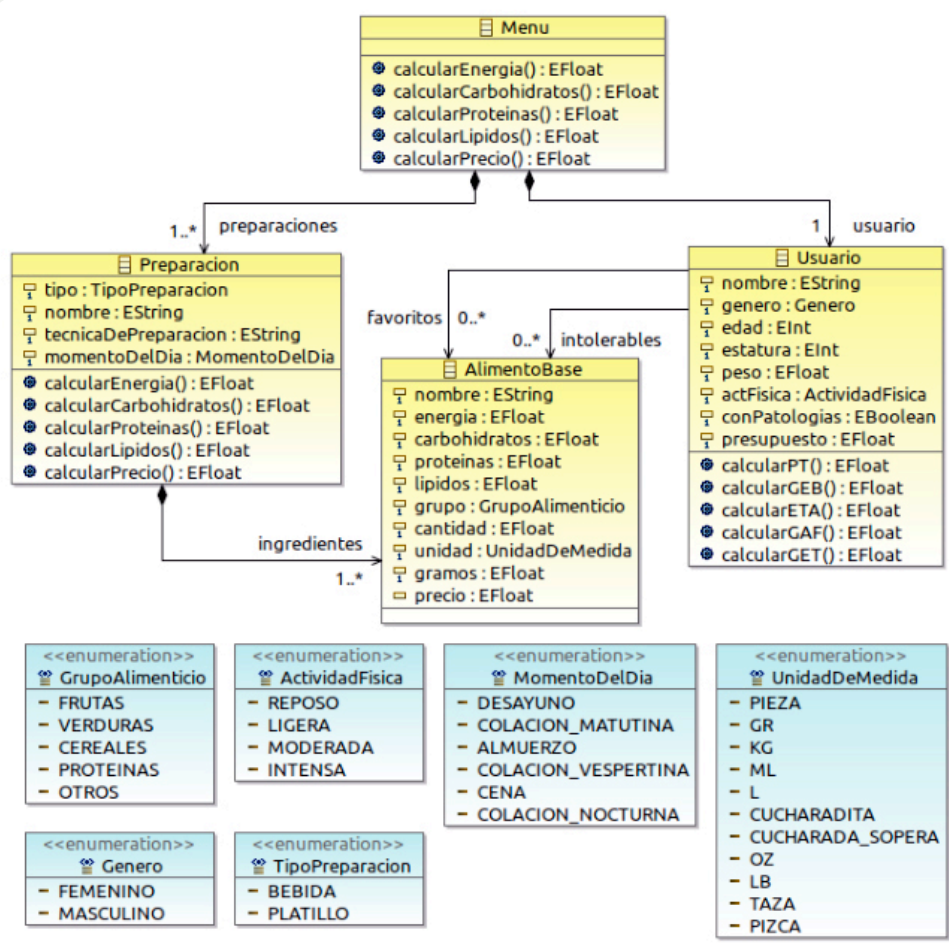 Menu
calcularEnergia() : EFloat
calcularCarbohidratos() : EFloat
calcularProteinas() : EFloat
calcularLipidos() : EFloat
calcularPrecio() : EFloat
1..* preparaciones
1 usuario
Preparacion
tipo : TipoPreparacion
nombre : EString
tecnicaDePreparacion : EString
momentoDelDia : MomentoDelDia
calcularEnergia() : EFloat
calcularCarbohidratos() : EFloat
calcularProteinas() : EFloat
calcularLipidos() : EFloat
calcularPrecio() : EFloat
Usuario
nombre : EString
genero : Genero
edad : EInt
estatura : EInt
peso : EFloat
actFisica : ActividadFisica
conPatologias : EBoolean
presupuesto : EFloat
calcularPT() : EFloat
calcularGEB() : EFloat
calcularETA() : EFloat
calcularGAF() : EFloat
calcularGET() : EFloat
favoritos 0..*
0..* intolerables
AlimentoBase
nombre : EString
energia : EFloat
carbohidratos : EFloat
proteinas : EFloat
lipidos : EFloat
grupo : GrupoAlimenticio
cantidad : EFloat
unidad : UnidadDeMedida
gramos : EFloat
precio : EFloat
ingredientes
1..*
<<enumeration>>
GrupoAlimenticio
FRUTAS
VERDURAS
CEREALES
PROTEINAS
OTROS
<<enumeration>>
ActividadFisica
REPOSO
LIGERA
MODERADA
INTENSA
<<enumeration>>
MomentoDelDia
DESAYUNO
COLACION_MATUTINA
ALMUERZO
COLACION_VESPERTINA
CENA
COLACION_NOCTURNA
<<enumeration>>
UnidadDeMedida
PIEZA
GR
KG
ML
L
CUCHARADITA
CUCHARADA_SOPERA
OZ
LB
TAZA
PIZCA
<<enumeration>>
Genero
FEMENINO
MASCULINO
<<enumeration>>
TipoPreparacion
BEBIDA
PLATILLO